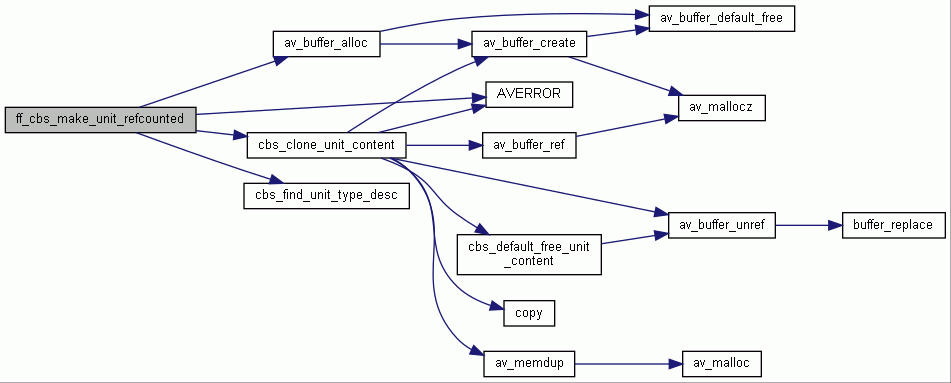 av_buffer_default_free
av_buffer_alloc
av_buffer_create
AVERROR
av_mallocz
ff_cbs_make_unit_refcounted
cbs_clone_unit_content
av_buffer_ref
cbs_find_unit_type_desc
av_buffer_unref
buffer_replace
cbs_default_free_unit
_content
copy
av_memdup
av_malloc